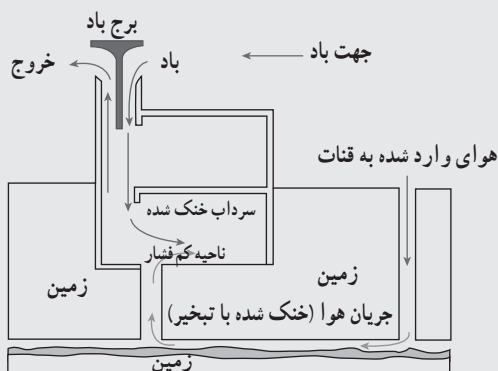 برج باد
جهت باد
باد
خروج
هوای وارد شده به قنات
سرداب خنک شده
ناحیه کم فشار
زمین
زمین
جریان هوا (خنک شده با تبخیر)
زمین